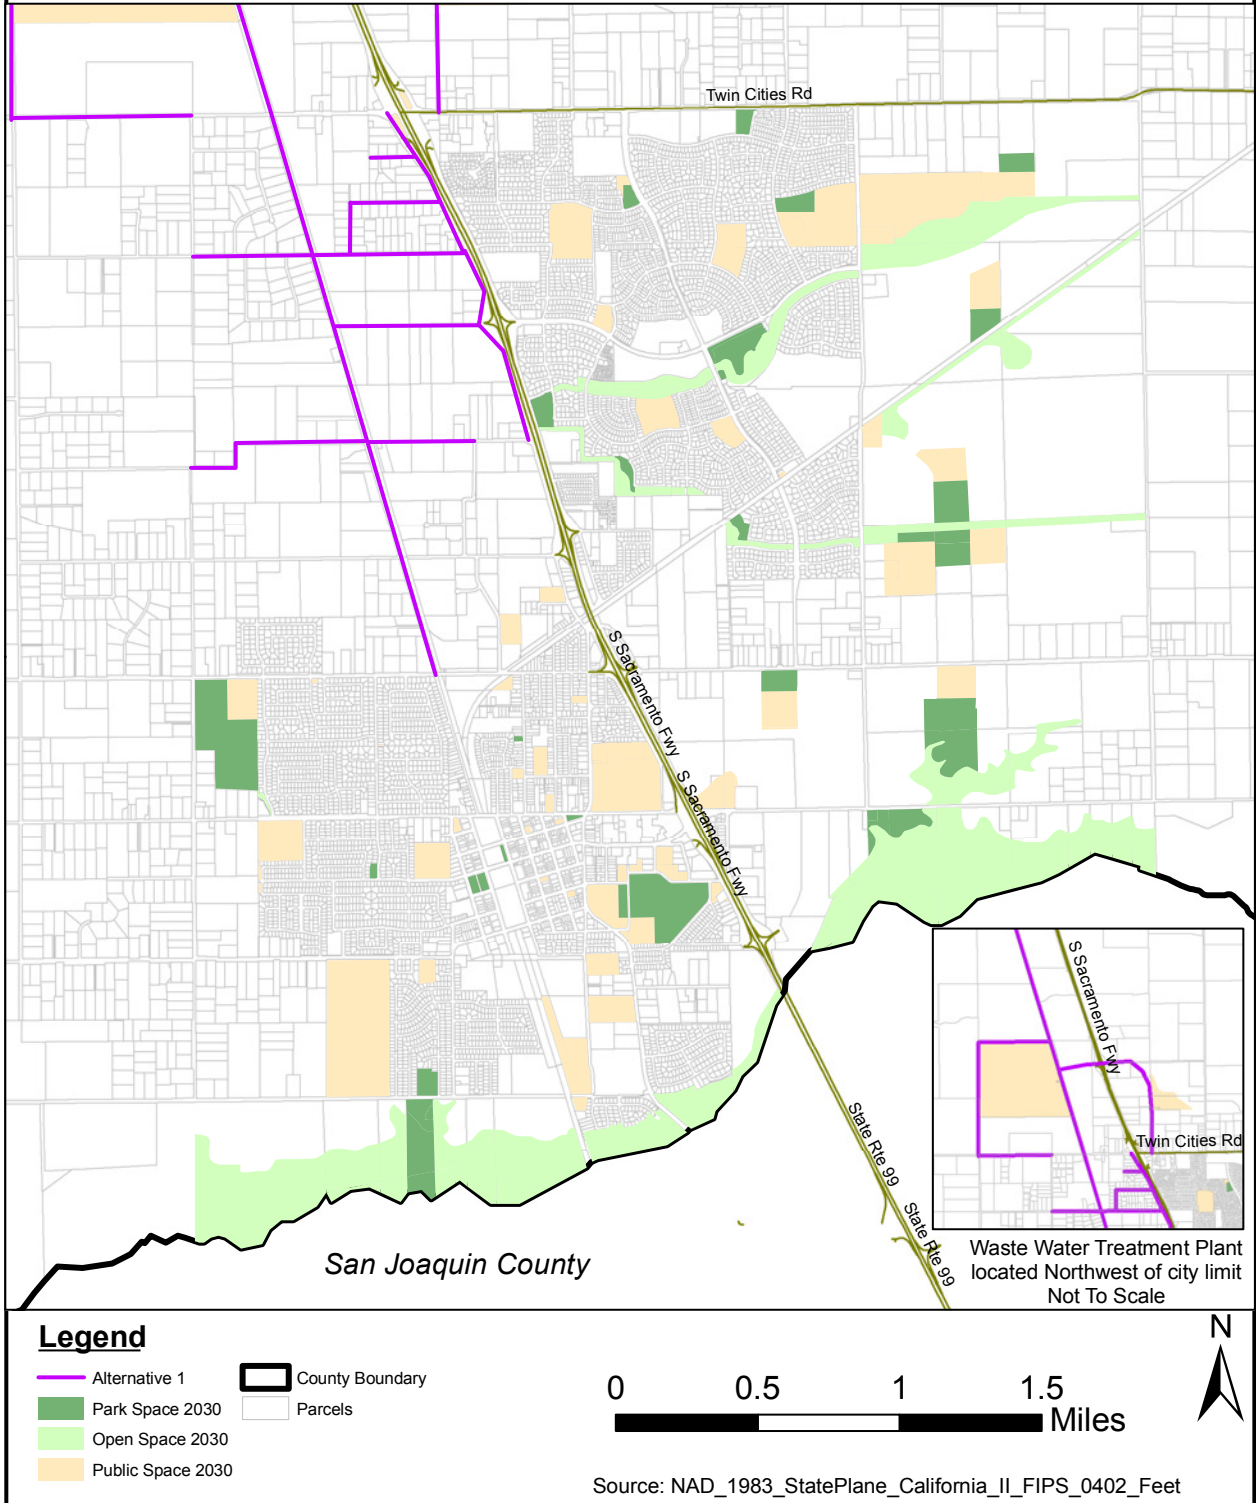 Twin Cities Rd
S Sacramento Fwy
S Sacramento Fwy
S Sacramento Fwy
Twin Cities Rd
State Rte 99
State Rte 99
San Joaquin County
Waste Water Treatment Plant
located Northwest of city limit
Not To Scale
Legend
Alternative 1
County Boundary
Park Space 2030
Parcels
Open Space 2030
Public Space 2030
0 0.5 1 1.5
Miles
N
Source: NAD_1983_StatePlane_California_II_FIPS_0402_Feet